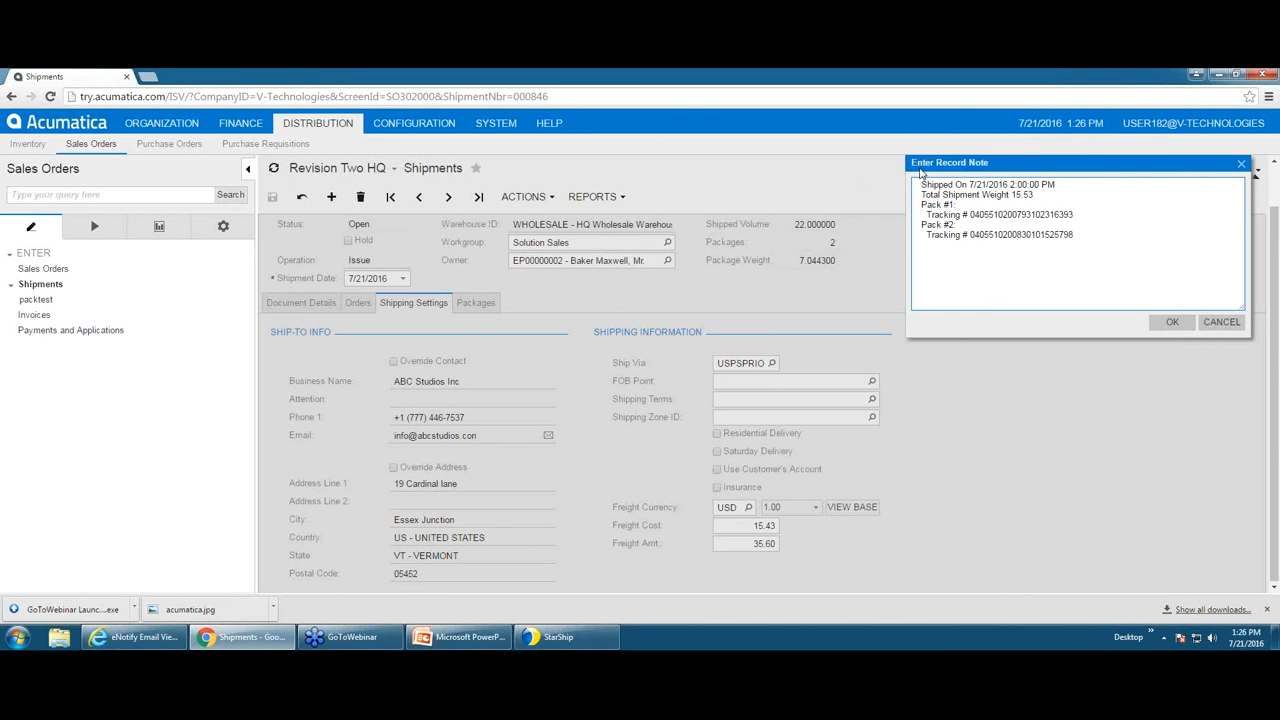 Shipments
try.acumatica.com/ISV/?CompanyID=V-Technologies&ScreenId=SO302000&ShipmentNbr=000846
Acumatica ORGANIZATION FINANCE DISTRIBUTION CONFIGURATION SYSTEM HELP 7/21/2016 1:26 PM USER182@V-TECHNOLOGIES
Inventory Sales Orders Purchase Orders Purchase Requisitions
Sales Orders
Type your query here Search
ENTER
Sales Orders
Shipments
packtest
Invoices
Payments and Applications
Revision Two HQ - Shipments
ACTIONS REPORTS
Status: Open Warehouse ID: WHOLESALE - HQ Wholesale Warehou Shipped Volume: 22.000000
Hold Workgroup: Solution Sales Packages: 2
Operation: Issue Owner: EP00000002 - Baker Maxwell, Mr. Package Weight: 7.044300
* Shipment Date: 7/21/2016
Document Details Orders Shipping Settings Packages
SHIP-TO INFO
Override Contact
Business Name: ABC Studios Inc
Attention:
Phone 1: +1 (777) 446-7537
Email: info@abcstudios.con
Override Address
Address Line 1: 19 Cardinal lane
Address Line 2:
City: Essex Junction
Country: US - UNITED STATES
State VT - VERMONT
Postal Code: 05452
SHIPPING INFORMATION
Ship Via: USPSPRIO
FOB Point:
Shipping Terms:
Shipping Zone ID:
Residential Delivery
Saturday Delivery
Use Customer's Account
Insurance
Freight Currency: USD 1.00 VIEW BASE
Freight Cost: 15.43
Freight Amt.: 35.60
Enter Record Note
Shipped On 7/21/2016 2:00:00 PM
Total Shipment Weight 15.53
Pack #1:
Tracking # 0405510200793102316393
Pack #2:
Tracking # 0405510200830101525798
OK CANCEL
GoToWebinar Launc....exe acumatica.jpg Show all downloads...
eNotify Email Vie... Shipments - Goo... GoToWebinar Microsoft PowerP... StarShip Desktop » 1:26 PM
7/21/2016